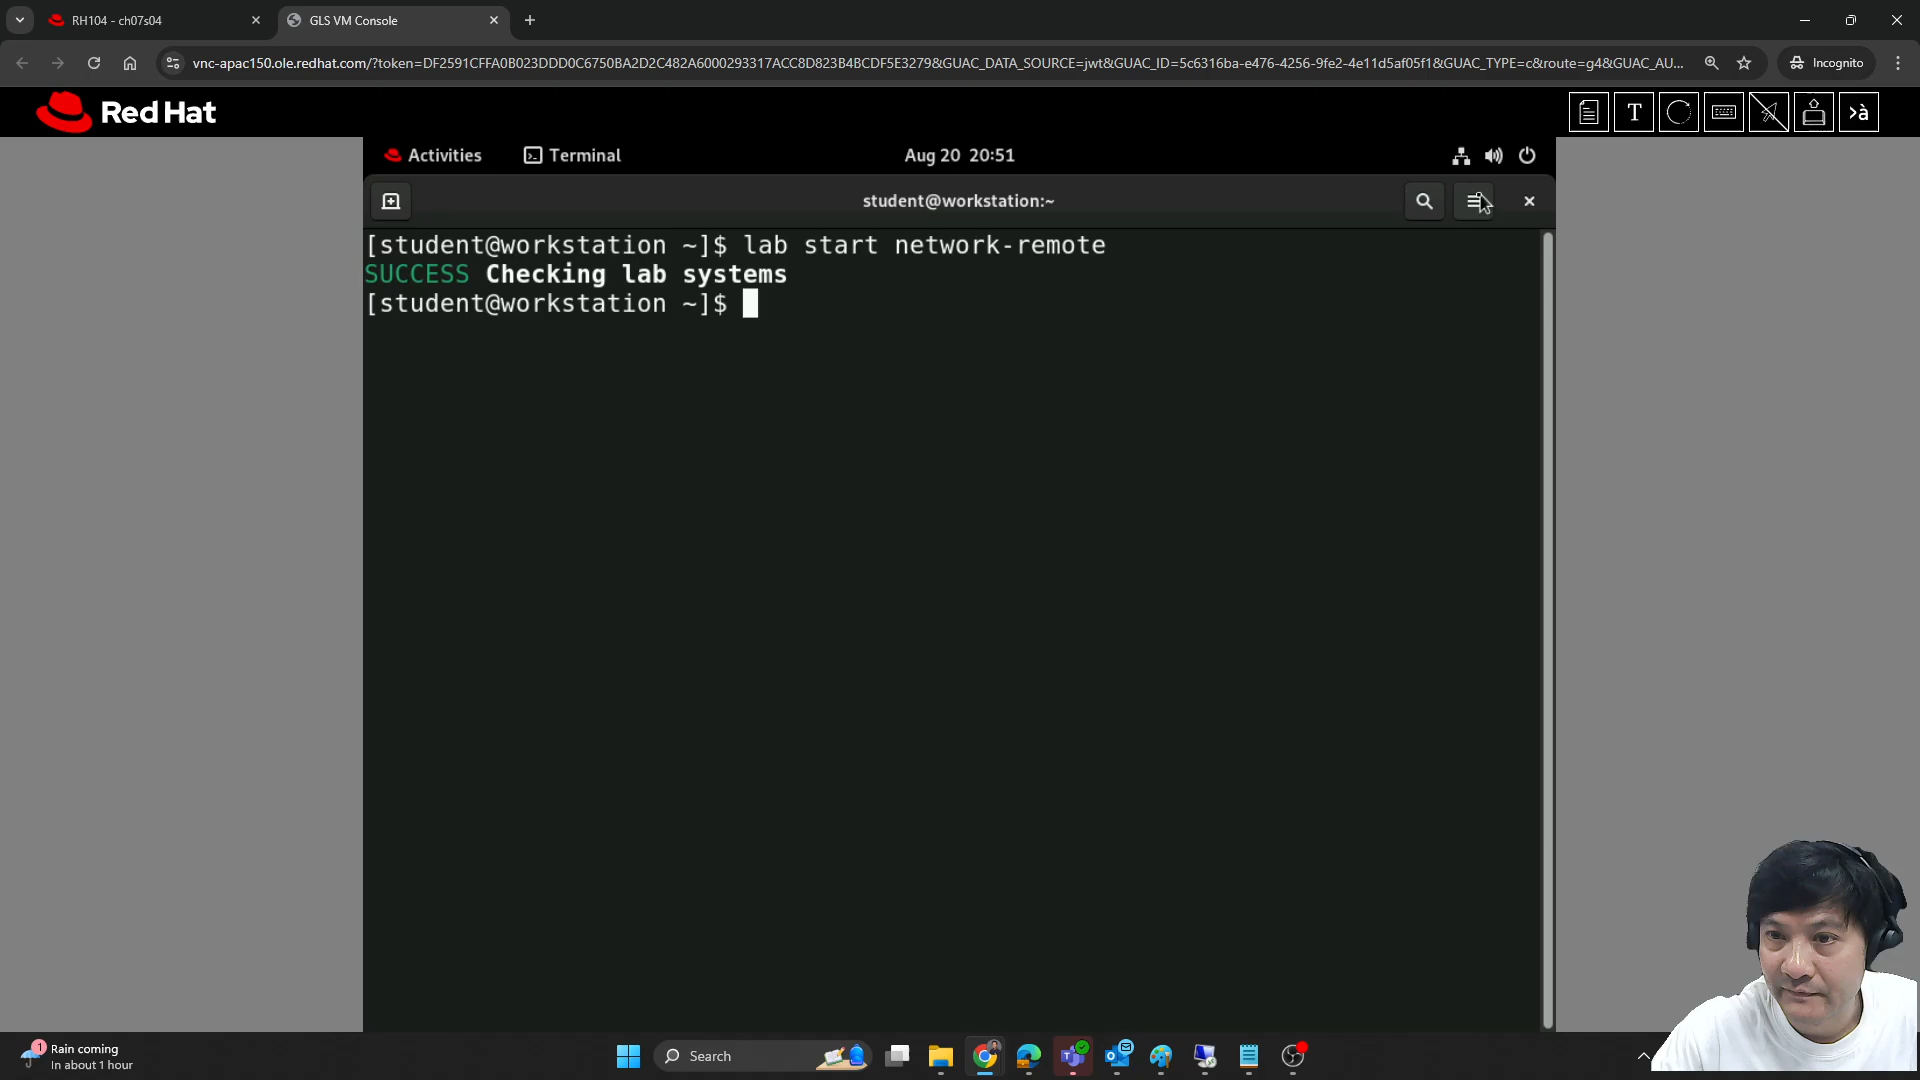 RH104 - ch07s04
GLS VM Console
vnc-apac150.ole.redhat.com/?token=DF2591CFFA0B023DDD0C6750BA2D2C482A6000293317ACC8D823B4BCDF5E3279&GUAC_DATA_SOURCE=jwt&GUAC_ID=5c6316ba-e476-4256-9fe2-4e11d5af05f1&GUAC_TYPE=c&route=g4&GUAC_AU...
Incognito
Red Hat
T
>à
Activities
Terminal
Aug 20 20:51
student@workstation:~
[student@workstation ~]$ lab start network-remote
SUCCESS Checking lab systems
[student@workstation ~]$
1
Rain coming
In about 1 hour
Search